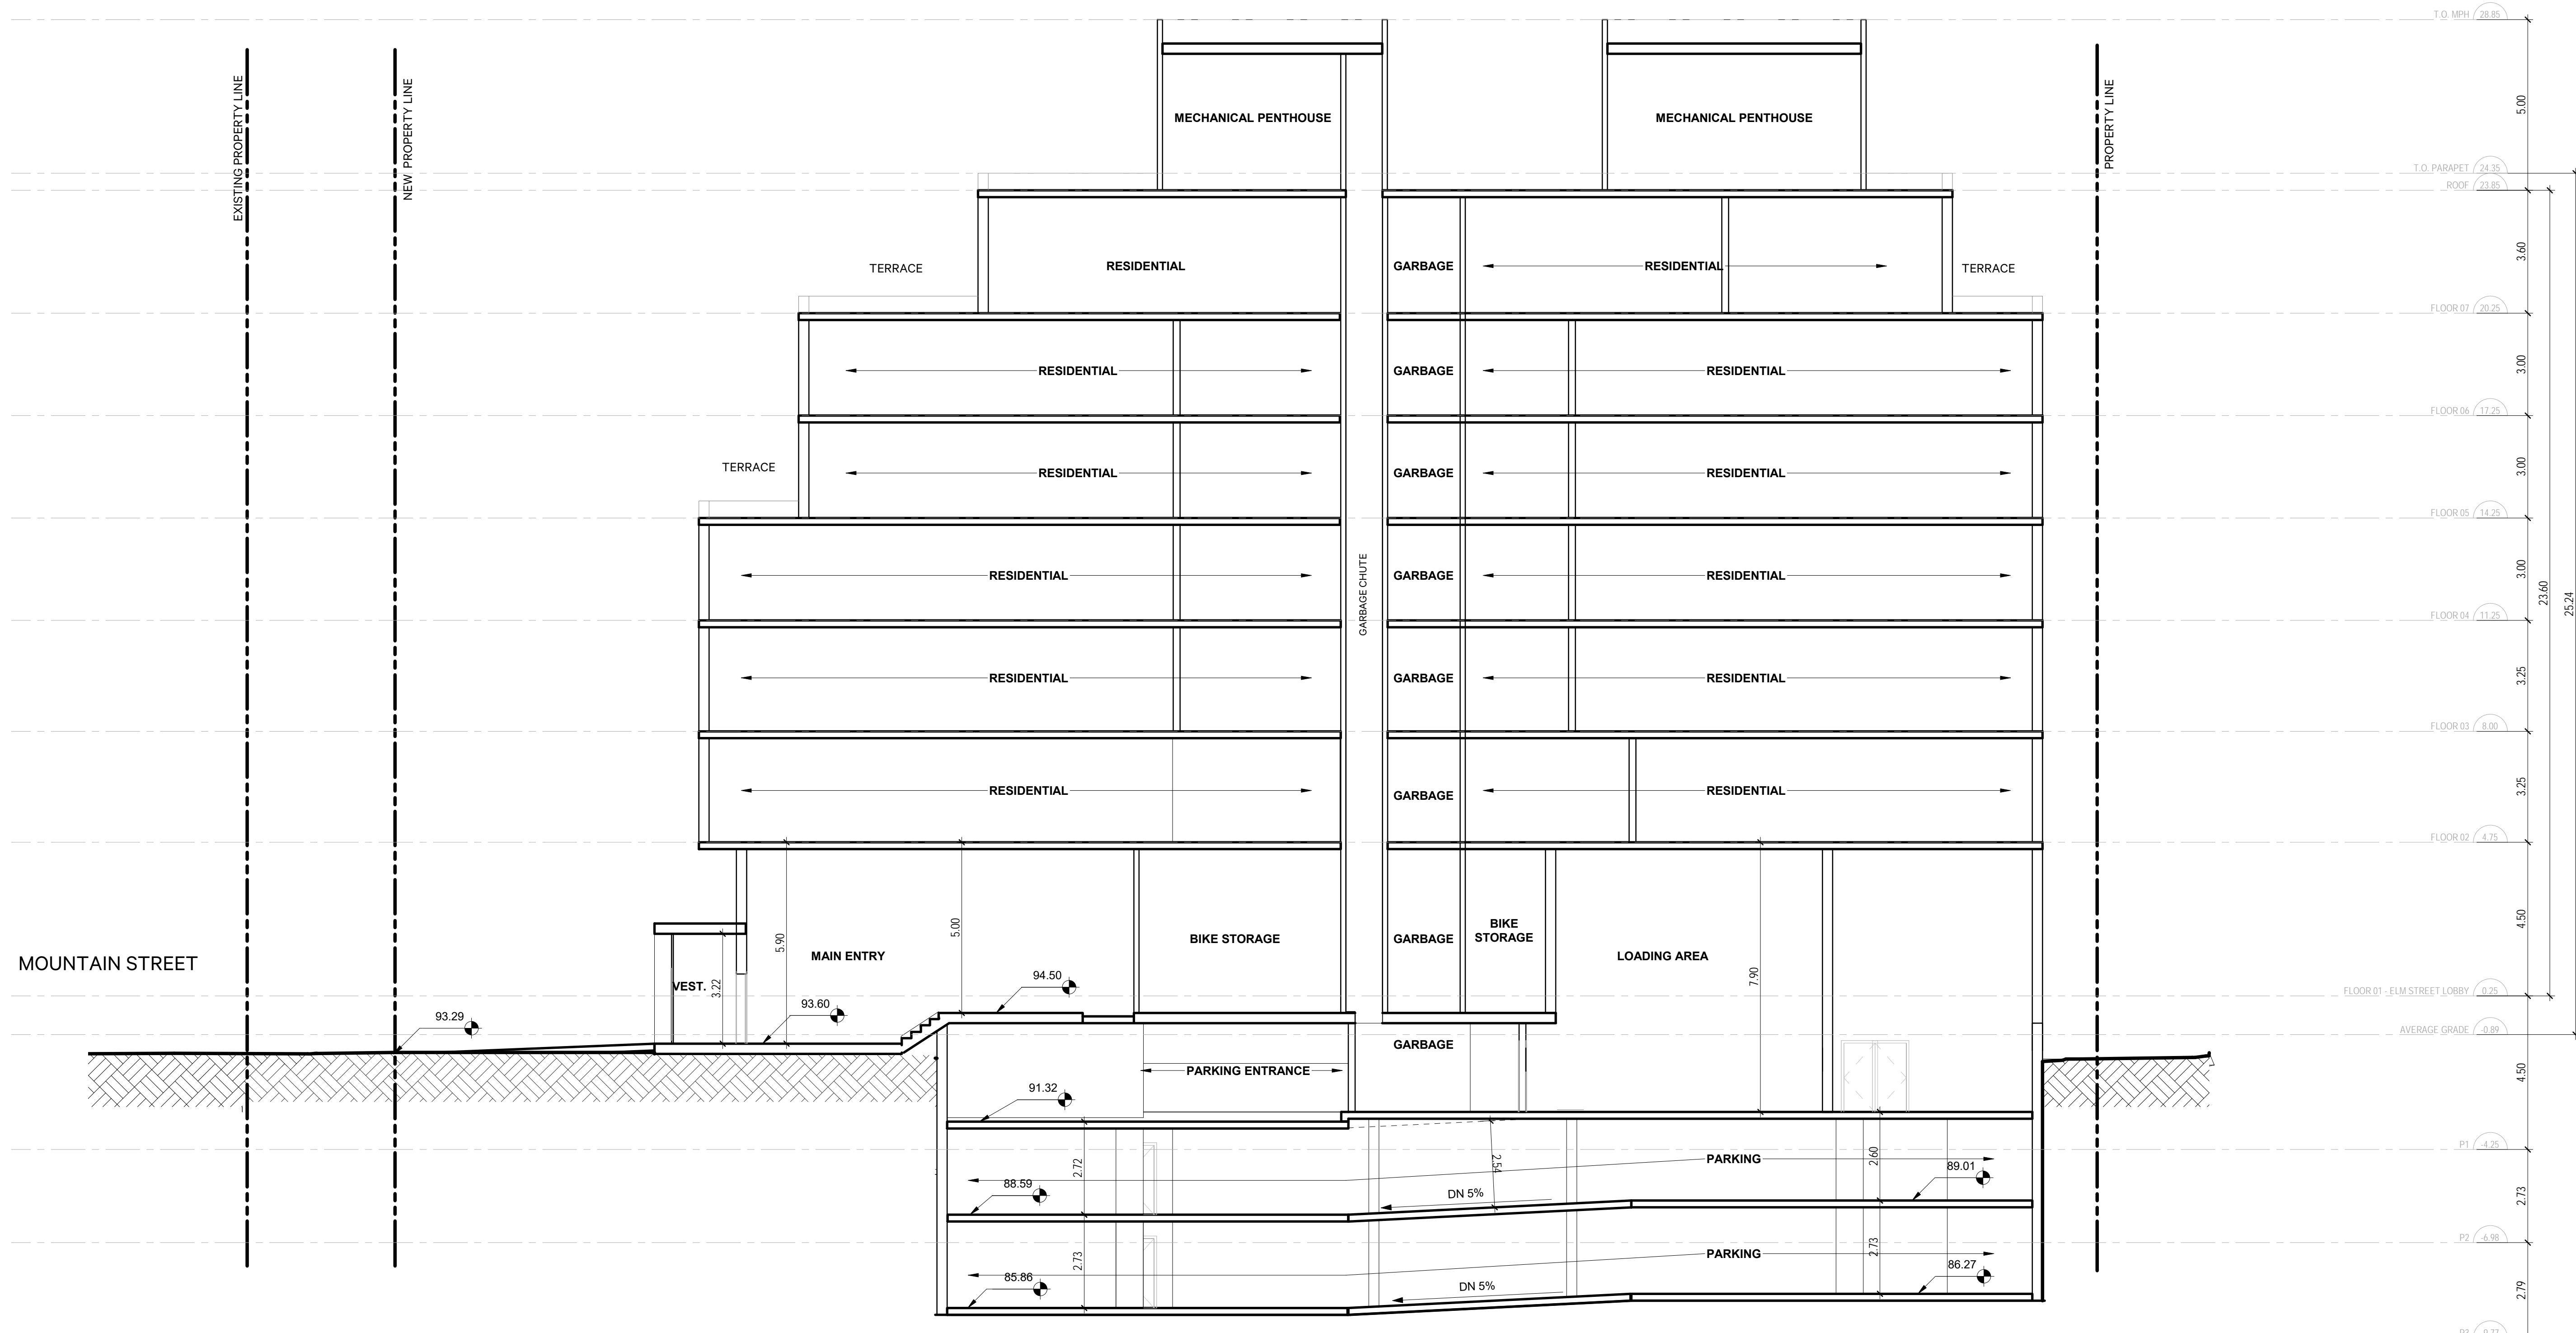 T.O. MPH 28.85
EXISTING PROPERTY LINE
NEW PROPERTY LINE
PROPERTY LINE
MECHANICAL PENTHOUSE
MECHANICAL PENTHOUSE
5.00
T.O. PARAPET 24.35
ROOF 23.85
TERRACE
RESIDENTIAL
GARBAGE
RESIDENTIAL
TERRACE
3.60
FLOOR 07 20.25
RESIDENTIAL
GARBAGE
RESIDENTIAL
3.00
FLOOR 06 17.25
TERRACE
RESIDENTIAL
GARBAGE
RESIDENTIAL
3.00
FLOOR 05 14.25
RESIDENTIAL
GARBAGE CHUTE
GARBAGE
RESIDENTIAL
3.00
23.60
25.24
FLOOR 04 11.25
RESIDENTIAL
GARBAGE
RESIDENTIAL
3.25
FLOOR 03 8.00
RESIDENTIAL
GARBAGE
RESIDENTIAL
3.25
FLOOR 02 4.75
MOUNTAIN STREET
VEST.
3.22
5.90
MAIN ENTRY
5.00
BIKE STORAGE
GARBAGE
BIKE
STORAGE
LOADING AREA
7.90
4.50
94.50
93.60
93.29
FLOOR 01 - ELM STREET LOBBY 0.25
AVERAGE GRADE -0.89
GARBAGE
PARKING ENTRANCE
4.50
91.32
P1 -4.25
2.72
2.54
PARKING
2.60
89.01
88.59
DN 5%
2.73
P2 -6.98
2.73
PARKING
2.73
86.27
85.86
DN 5%
2.79
P3 -9.77